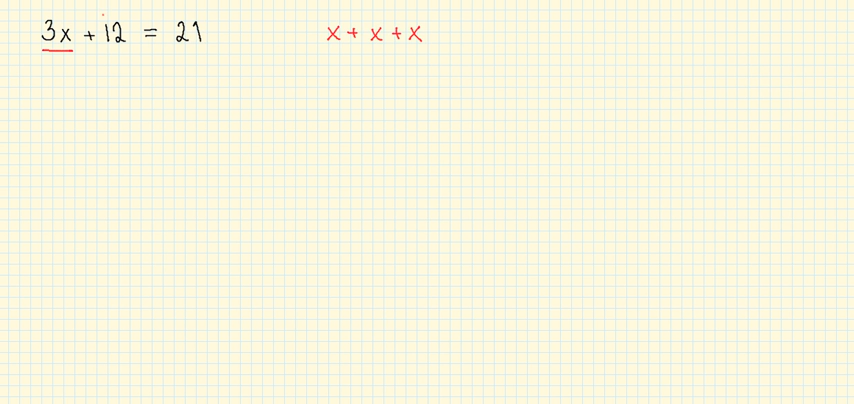 3x + 12 = 21 x + x + x